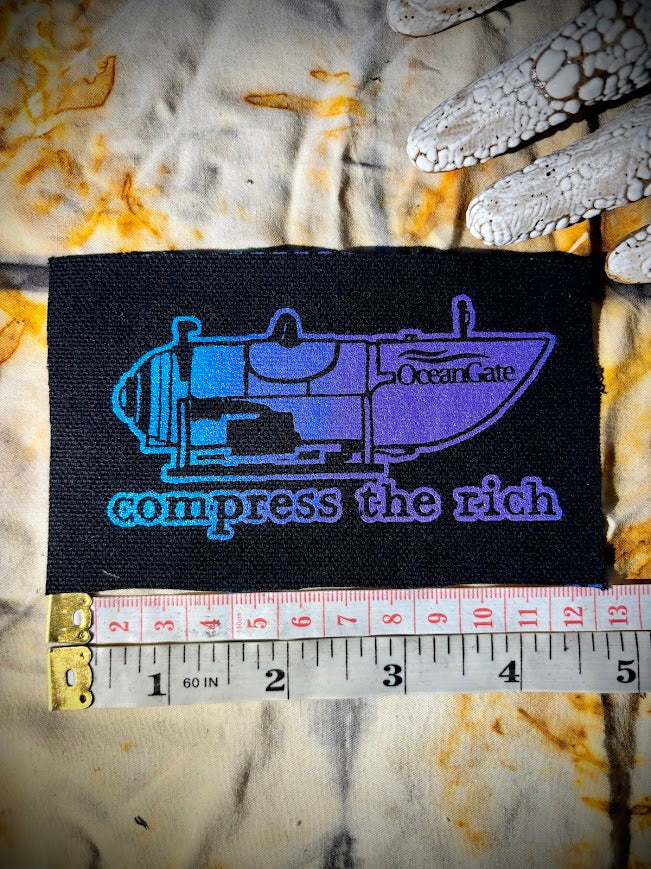 OceanGate
compress the rich
2 3 4 5 6 7 8 9 10 11 12 13
1 60 IN 2 3 4 5